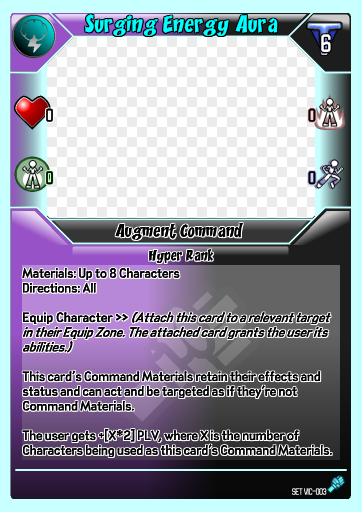 Surging Energy Aura
6
0
0
0
0
Augment Command
Hyper Rank
Materials: Up to 8 Characters
Directions: All
Equip Character >> (Attach this card to a relevant target
in their Equip Zone. The attached card grants the user its
abilities.)
This card's Command Materials retain their effects and
status and can act and be targeted as if they're not
Command Materials.
The user gets +[X*2] PLV, where X is the number of
Characters being used as this card's Command Materials.
SET VIC-003